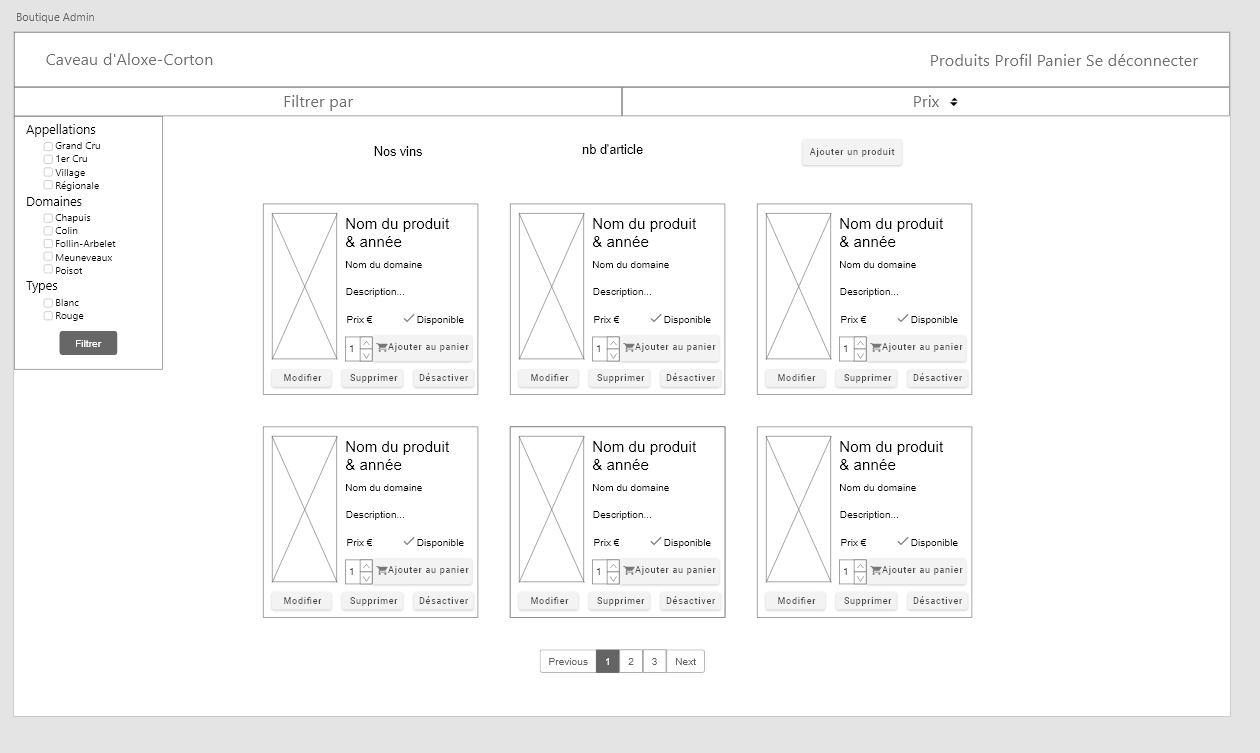 Boutique Admin
Caveau d'Aloxe-Corton
Produits Profil Panier Se déconnecter
Filtrer par
Prix
Appellations
Grand Cru
1er Cru
Village
Régionale
Domaines
Chapuis
Colin
Follin-Arbelet
Meuneveaux
Poisot
Types
Blanc
Rouge
Filtrer
Nos vins
nb d'article
Ajouter un produit
Nom du produit
& année
Nom du domaine
Description...
Prix € Disponible
1 Ajouter au panier
Modifier Supprimer Désactiver
Nom du produit
& année
Nom du domaine
Description...
Prix € Disponible
1 Ajouter au panier
Modifier Supprimer Désactiver
Nom du produit
& année
Nom du domaine
Description...
Prix € Disponible
1 Ajouter au panier
Modifier Supprimer Désactiver
Nom du produit
& année
Nom du domaine
Description...
Prix € Disponible
1 Ajouter au panier
Modifier Supprimer Désactiver
Nom du produit
& année
Nom du domaine
Description...
Prix € Disponible
1 Ajouter au panier
Modifier Supprimer Désactiver
Nom du produit
& année
Nom du domaine
Description...
Prix € Disponible
1 Ajouter au panier
Modifier Supprimer Désactiver
Previous 1 2 3 Next